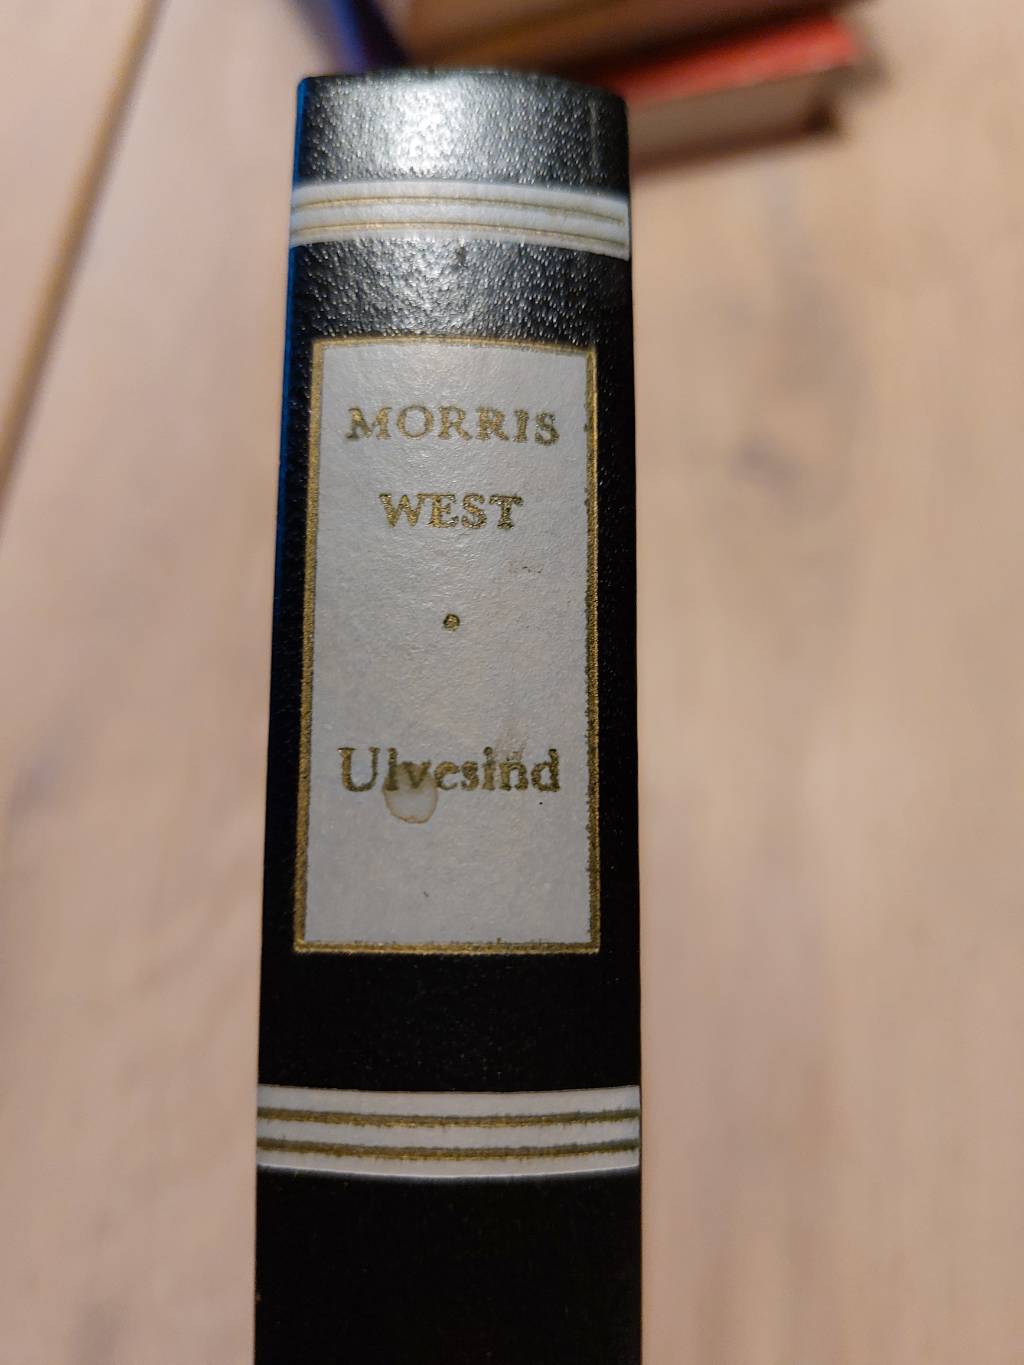 MORRIS
WEST
•
Ulvesind